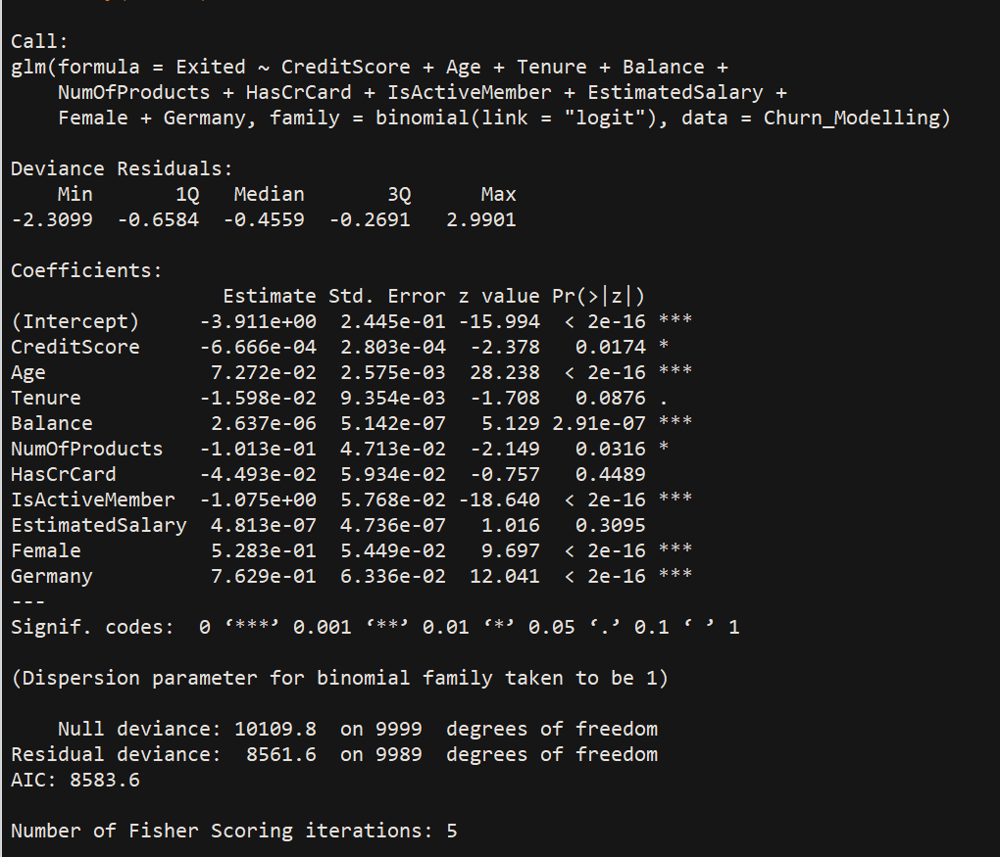 Call:
glm(formula = Exited ~ CreditScore + Age + Tenure + Balance +
    NumOfProducts + HasCrCard + IsActiveMember + EstimatedSalary +
    Female + Germany, family = binomial(link = "logit"), data = Churn_Modelling)

Deviance Residuals:
    Min       1Q   Median       3Q      Max
-2.3099  -0.6584  -0.4559  -0.2691   2.9901

Coefficients:
                  Estimate Std. Error z value Pr(>|z|)
(Intercept)     -3.911e+00  2.445e-01 -15.994  < 2e-16 ***
CreditScore     -6.666e-04  2.803e-04  -2.378   0.0174 *
Age              7.272e-02  2.575e-03  28.238  < 2e-16 ***
Tenure          -1.598e-02  9.354e-03  -1.708   0.0876 .
Balance          2.637e-06  5.142e-07   5.129 2.91e-07 ***
NumOfProducts   -1.013e-01  4.713e-02  -2.149   0.0316 *
HasCrCard       -4.493e-02  5.934e-02  -0.757   0.4489
IsActiveMember  -1.075e+00  5.768e-02 -18.640  < 2e-16 ***
EstimatedSalary  4.813e-07  4.736e-07   1.016   0.3095
Female           5.283e-01  5.449e-02   9.697  < 2e-16 ***
Germany          7.629e-01  6.336e-02  12.041  < 2e-16 ***
---
Signif. codes:  0 ‘***’ 0.001 ‘**’ 0.01 ‘*’ 0.05 ‘.’ 0.1 ‘ ’ 1

(Dispersion parameter for binomial family taken to be 1)

    Null deviance: 10109.8  on 9999  degrees of freedom
Residual deviance:  8561.6  on 9989  degrees of freedom
AIC: 8583.6

Number of Fisher Scoring iterations: 5